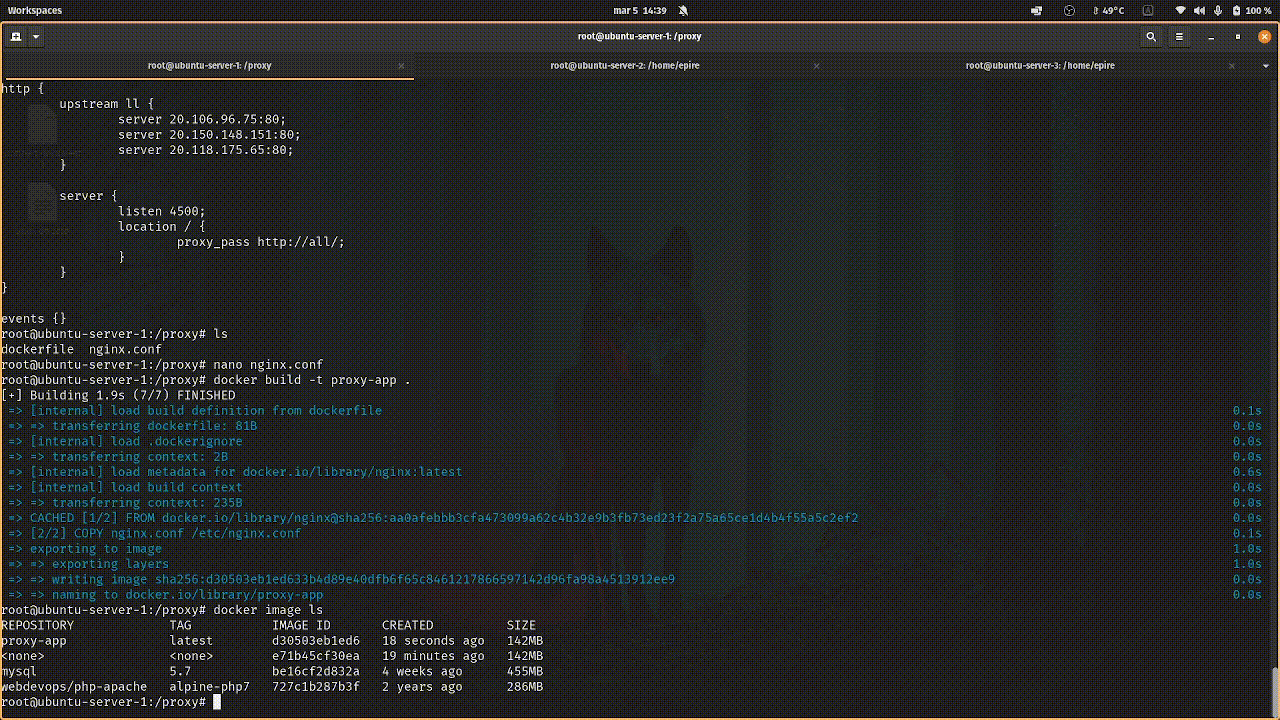 Workspaces
mar 5 14:39
49°C
A
100 %
root@ubuntu-server-1: /proxy
root@ubuntu-server-1: /proxy
root@ubuntu-server-2: /home/epire
root@ubuntu-server-3: /home/epire
http {
upstream ll {
server 20.106.96.75:80;
server 20.150.148.151:80;
server 20.118.175.65:80;
}
server {
listen 4500;
location / {
proxy_pass http://all/;
}
}
}
events {}
root@ubuntu-server-1:/proxy# ls
dockerfile  nginx.conf
root@ubuntu-server-1:/proxy# nano nginx.conf
root@ubuntu-server-1:/proxy# docker build -t proxy-app .
[+] Building 1.9s (7/7) FINISHED
=> [internal] load build definition from dockerfile 0.1s
=> => transferring dockerfile: 81B 0.0s
=> [internal] load .dockerignore 0.0s
=> => transferring context: 2B 0.0s
=> [internal] load metadata for docker.io/library/nginx:latest 0.6s
=> [internal] load build context 0.0s
=> => transferring context: 235B 0.0s
=> CACHED [1/2] FROM docker.io/library/nginx@sha256:aa0afebbb3cfa473099a62c4b32e9b3fb73ed23f2a75a65ce1d4b4f55a5c2ef2 0.0s
=> [2/2] COPY nginx.conf /etc/nginx.conf 0.1s
=> exporting to image 1.0s
=> => exporting layers 1.0s
=> => writing image sha256:d30503eb1ed633b4d89e40dfb6f65c8461217866597142d96fa98a4513912ee9 0.0s
=> => naming to docker.io/library/proxy-app 0.0s
root@ubuntu-server-1:/proxy# docker image ls
REPOSITORY TAG IMAGE ID CREATED SIZE
proxy-app latest d30503eb1ed6 18 seconds ago 142MB
<none> <none> e71b45cf30ea 19 minutes ago 142MB
mysql 5.7 be16cf2d832a 4 weeks ago 455MB
webdevops/php-apache alpine-php7 727c1b287b3f 2 years ago 286MB
root@ubuntu-server-1:/proxy#